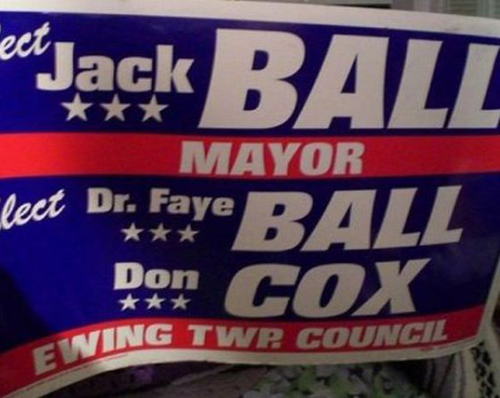 ect
Jack BALL
MAYOR
lect Dr. Faye BALL
Don COX
EWING TWP. COUNCIL